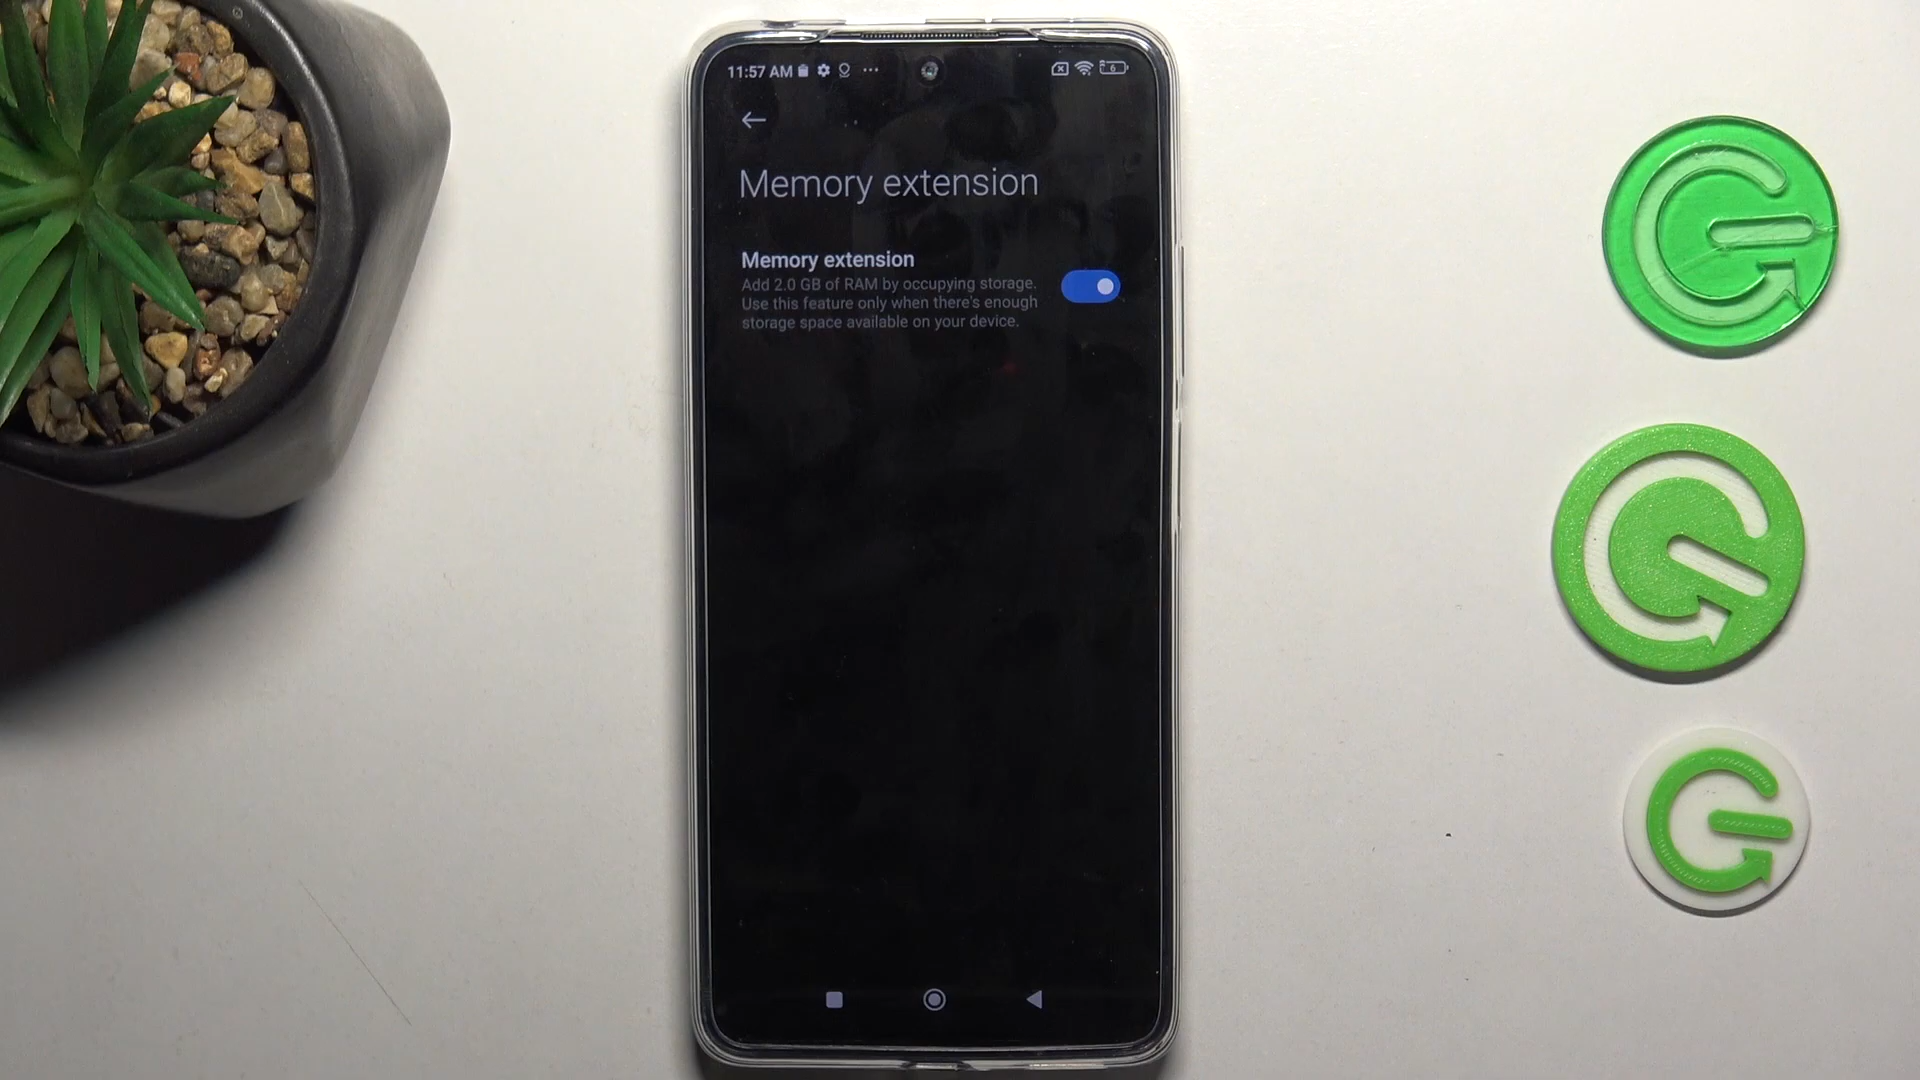 11:57 AM
6
Memory extension
Memory extension
Add 2.0 GB of RAM by occupying storage.
Use this feature only when there's enough
storage space available on your device.